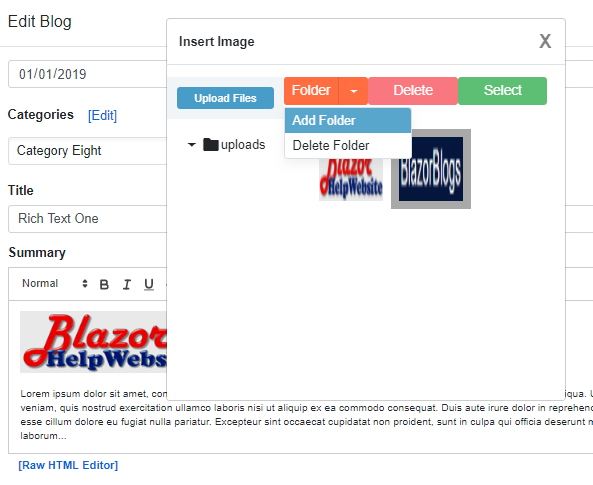 Edit Blog
Insert Image
X
01/01/2019
Upload Files
Folder
Delete
Select
Add Folder
Delete Folder
Categories [Edit]
Category Eight
uploads
Blazor
HelpWebsite
BlazorBlogs
Title
Rich Text One
Summary
Normal
B I U
Blazor
HelpWebs
Lorem ipsum dolor sit amet, con
liqua. U
veniam, quis nostrud exercitation ullamco laboris nisi ut aliquip ex ea commodo consequat. Duis aute irure dolor in reprehend
esse cillum dolore eu fugiat nulla pariatur. Excepteur sint occaecat cupidatat non proident, sunt in culpa qui officia deserunt m
laborum...
[Raw HTML Editor]